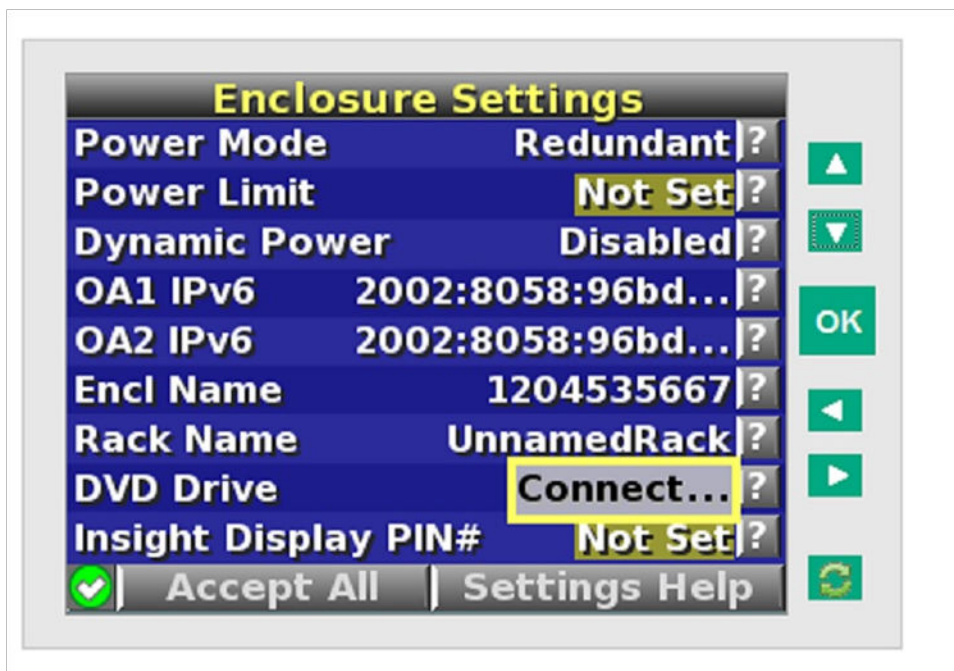 Enclosure Settings
Power Mode Redundant ?
Power Limit Not Set ?
Dynamic Power Disabled ?
OA1 IPv6 2002:8058:96bd... ?
OA2 IPv6 2002:8058:96bd... ?
Encl Name 1204535667 ?
Rack Name UnnamedRack ?
DVD Drive Connect... ?
Insight Display PIN# Not Set ?
Accept All Settings Help
OK